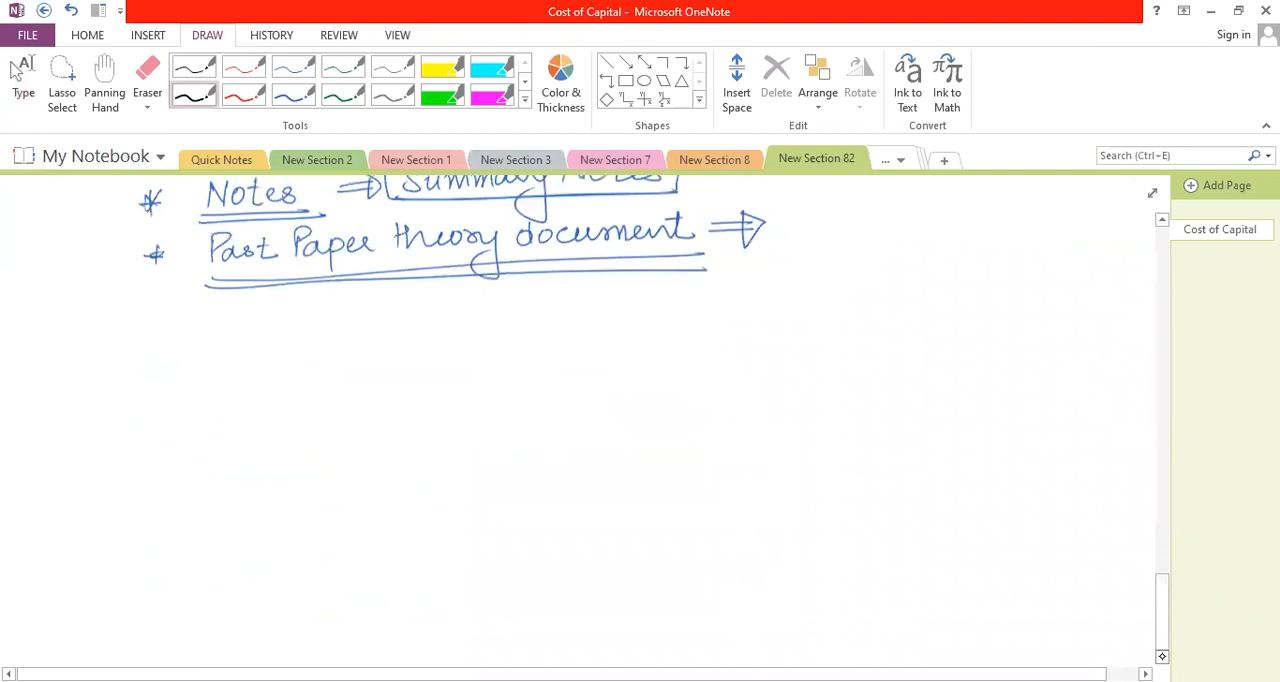 Cost of Capital - Microsoft OneNote
?
FILE HOME INSERT DRAW HISTORY REVIEW VIEW
Sign in
Type
Lasso Select
Panning Hand
Eraser
Color & Thickness
Insert Space
Delete
Arrange
Rotate
Ink to Text
Ink to Math
Tools Shapes Edit Convert
My Notebook Quick Notes New Section 2 New Section 1 New Section 3 New Section 7 New Section 8 New Section 82 ... Search (Ctrl+E)
Add Page
Cost of Capital
* Notes ⇒ Summary Notes
* Past Paper theory document ⇒